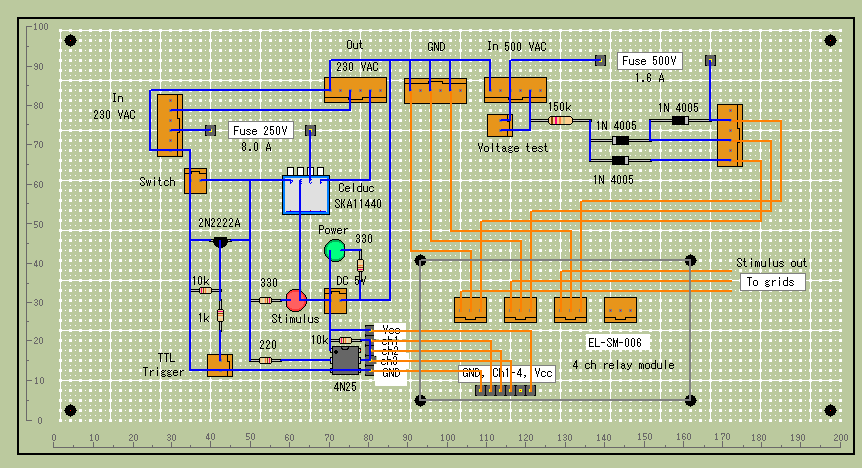 100
90
80
70
60
50
40
30
20
10
0
Out
230 VAC
GND
In 500 VAC
Fuse 500V
1.6 A
In
230 VAC
Fuse 250V
8.0 A
150k
1N 4005
1N 4005
1N 4005
Voltage test
Switch
Celduc
SKA11440
2N2222A
Power
330
DC 5V
10k
1k
330
Stimulus
Stimulus out
To grids
TTL
Trigger
220
10k
4N25
Vcc
ch1
ch2
ch3
GND
GND, Ch1-4, Vcc
EL-SM-006
4 ch relay module
0 10 20 30 40 50 60 70 80 90 100 110 120 130 140 150 160 170 180 190 200